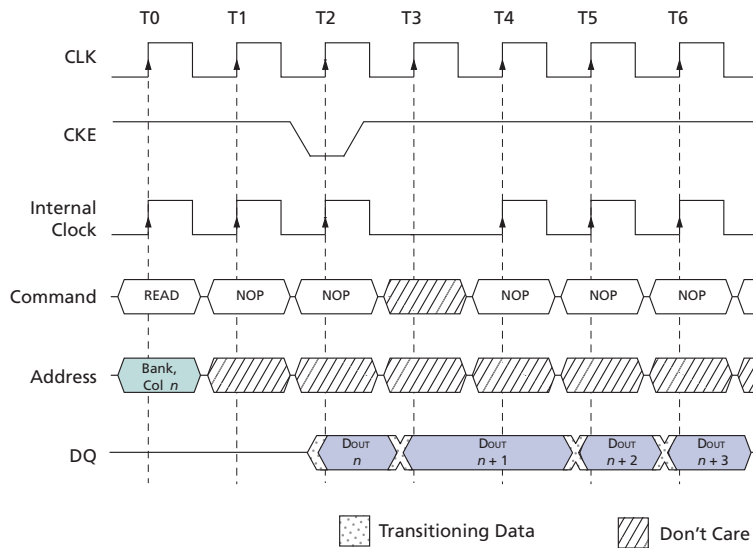 T0 T1 T2 T3 T4 T5 T6
CLK
CKE
Internal
Clock
Command READ NOP NOP NOP NOP NOP
Address Bank,
Col n
DQ DOUT DOUT DOUT DOUT
n n + 1 n + 2 n + 3
Transitioning Data Don't Care